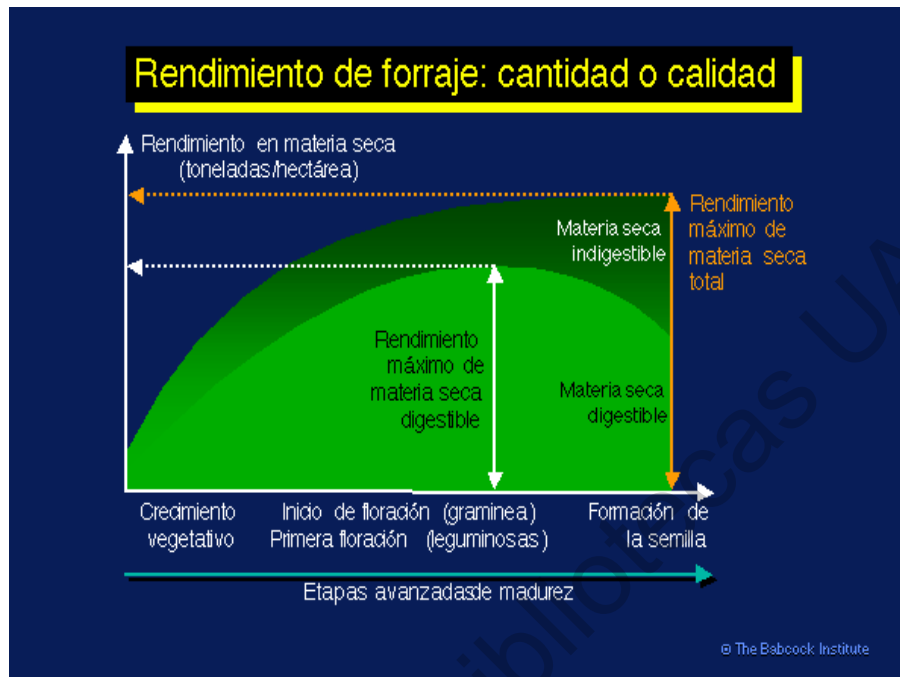 Rendimiento de forraje: cantidad o calidad
Rendimiento en materia seca
(toneladas/hectárea)
Rendimiento
máximo de
materia seca
total
Materia seca
indigestible
Rendimiento
máximo de
materia seca
digestible
Materia seca
digestible
Crecimiento
vegetativo
Inicio de floración (graminea)
Primera floración (leguminosas)
Formación de
la semilla
Etapas avanzadasde madurez
© The Babcock Institute
bibliotecas UA